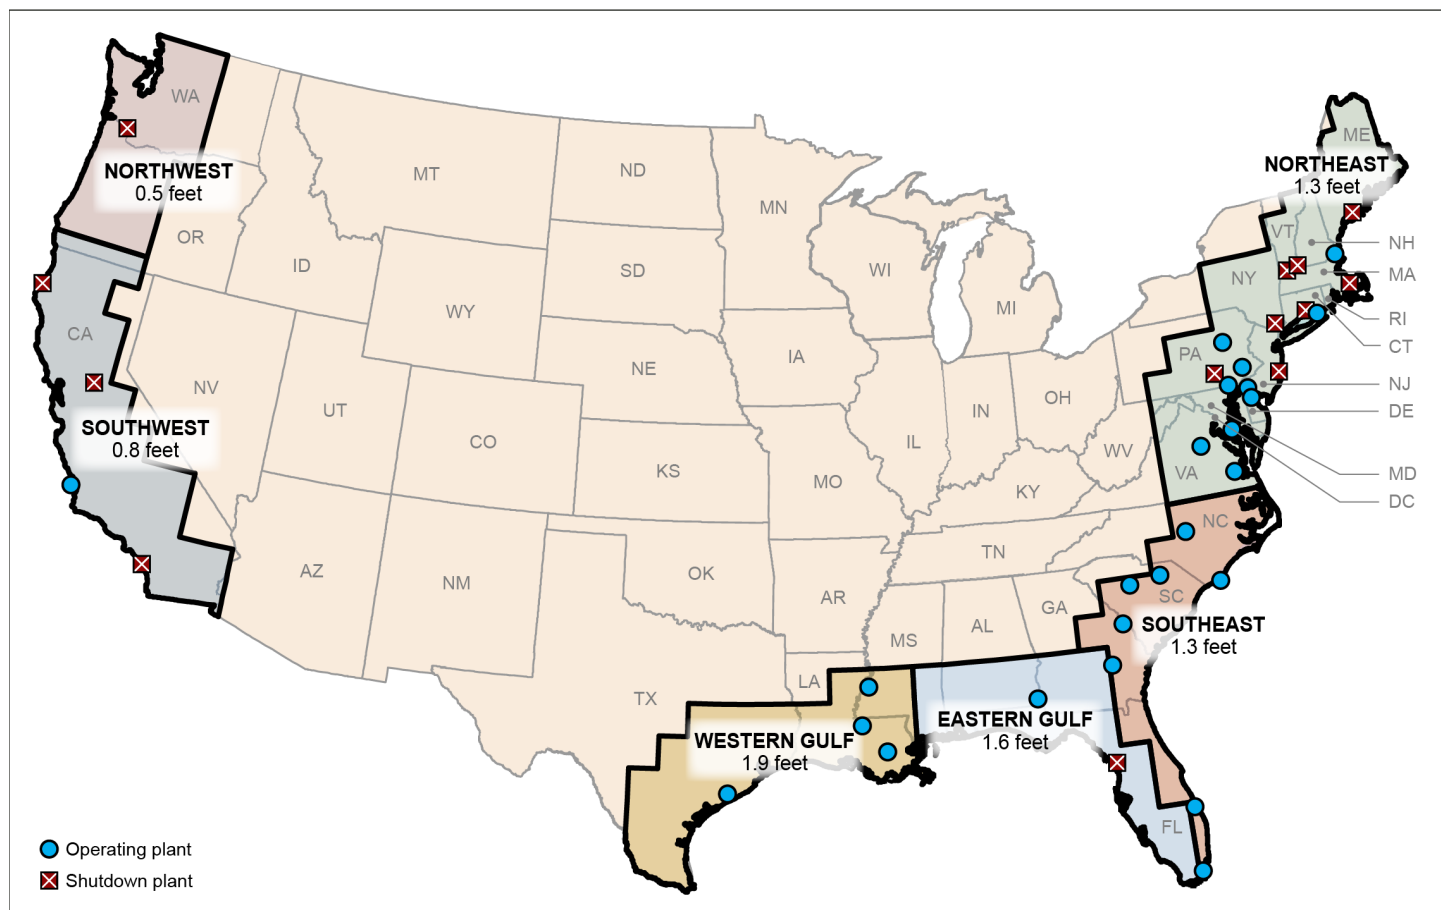 WA
NORTHWEST
0.5 feet
OR
CA
SOUTHWEST
0.8 feet
NV
ID
MT
WY
UT
AZ
CO
NM
ND
SD
NE
KS
OK
TX
MN
IA
MO
AR
LA
WI
IL
MI
IN
OH
KY
TN
MS
AL
GA
WV
ME
NORTHEAST
1.3 feet
VT
NH
MA
NY
RI
CT
PA
NJ
DE
MD
DC
VA
NC
SC
SOUTHEAST
1.3 feet
EASTERN GULF
1.6 feet
WESTERN GULF
1.9 feet
FL
Operating plant
Shutdown plant